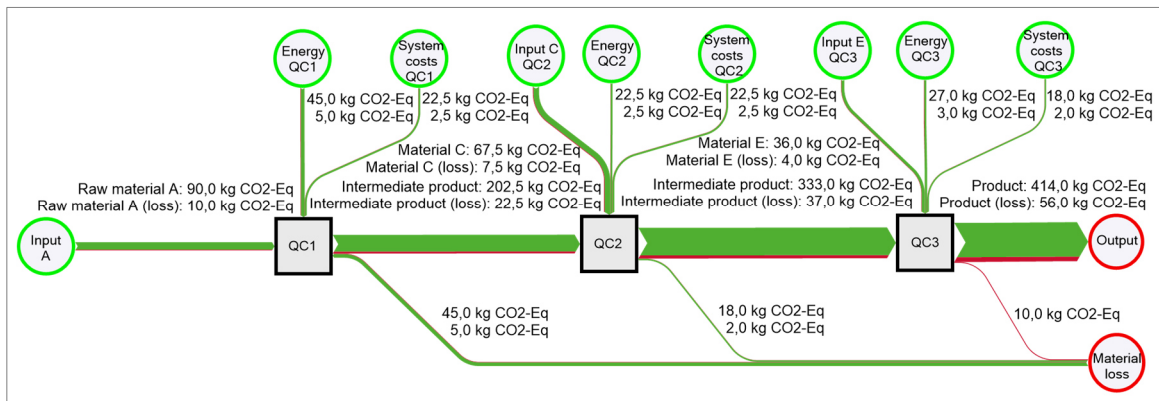 Energy
QC1
System
costs
QC1
Input C
QC2
Energy
QC2
System
costs
QC2
Input E
QC3
Energy
QC3
System
costs
QC3
45,0 kg CO2-Eq
5,0 kg CO2-Eq
22,5 kg CO2-Eq
2,5 kg CO2-Eq
22,5 kg CO2-Eq
2,5 kg CO2-Eq
22,5 kg CO2-Eq
2,5 kg CO2-Eq
27,0 kg CO2-Eq
3,0 kg CO2-Eq
18,0 kg CO2-Eq
2,0 kg CO2-Eq
Material C: 67,5 kg CO2-Eq
Material C (loss): 7,5 kg CO2-Eq
Material E: 36,0 kg CO2-Eq
Material E (loss): 4,0 kg CO2-Eq
Raw material A: 90,0 kg CO2-Eq
Raw material A (loss): 10,0 kg CO2-Eq
Intermediate product: 202,5 kg CO2-Eq
Intermediate product (loss): 22,5 kg CO2-Eq
Intermediate product: 333,0 kg CO2-Eq
Intermediate product (loss): 37,0 kg CO2-Eq
Product: 414,0 kg CO2-Eq
Product (loss): 56,0 kg CO2-Eq
Input
A
QC1
QC2
QC3
Output
45,0 kg CO2-Eq
5,0 kg CO2-Eq
18,0 kg CO2-Eq
2,0 kg CO2-Eq
10,0 kg CO2-Eq
Material
loss